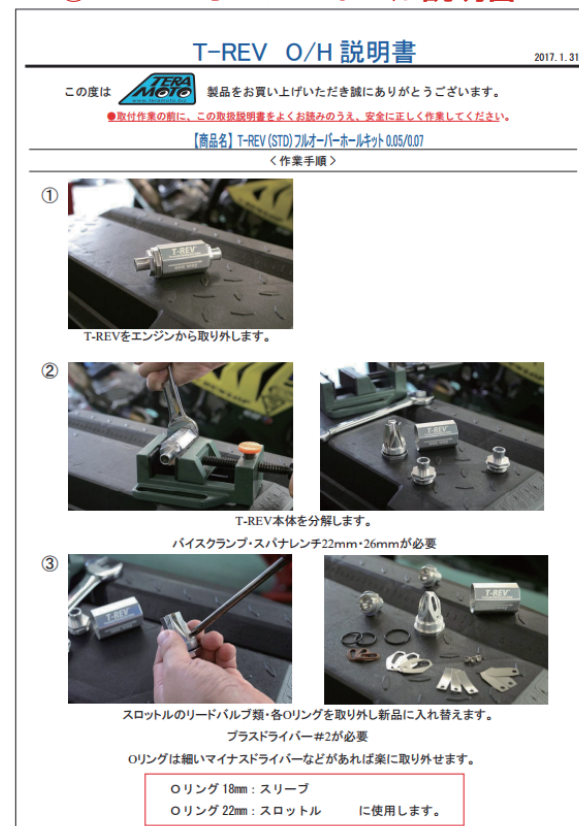 T-REV O/H 説明書
2017.1.31
この度は TERA MOTO www.teramoto.biz 製品をお買い上げいただき誠にありがとうございます。
●取付作業の前に、この取扱説明書をよくお読みのうえ、安全に正しく作業してください。
【商品名】T-REV(STD)フルオーバーホールキット 0.05/0.07
＜作業手順＞
①
T-REV
T-REVをエンジンから取り外します。
②
T-REV
T-REV本体を分解します。
バイスクランプ・スパナレンチ22mm・26mmが必要
③
T-REV
T-REV
スロットルのリードバルブ類・各Oリングを取り外し新品に入れ替えます。
プラスドライバー＃2が必要
Oリングは細いマイナスドライバーなどがあれば楽に取り外せます。
Oリング 18mm：スリーブ
Oリング 22mm：スロットル に使用します。